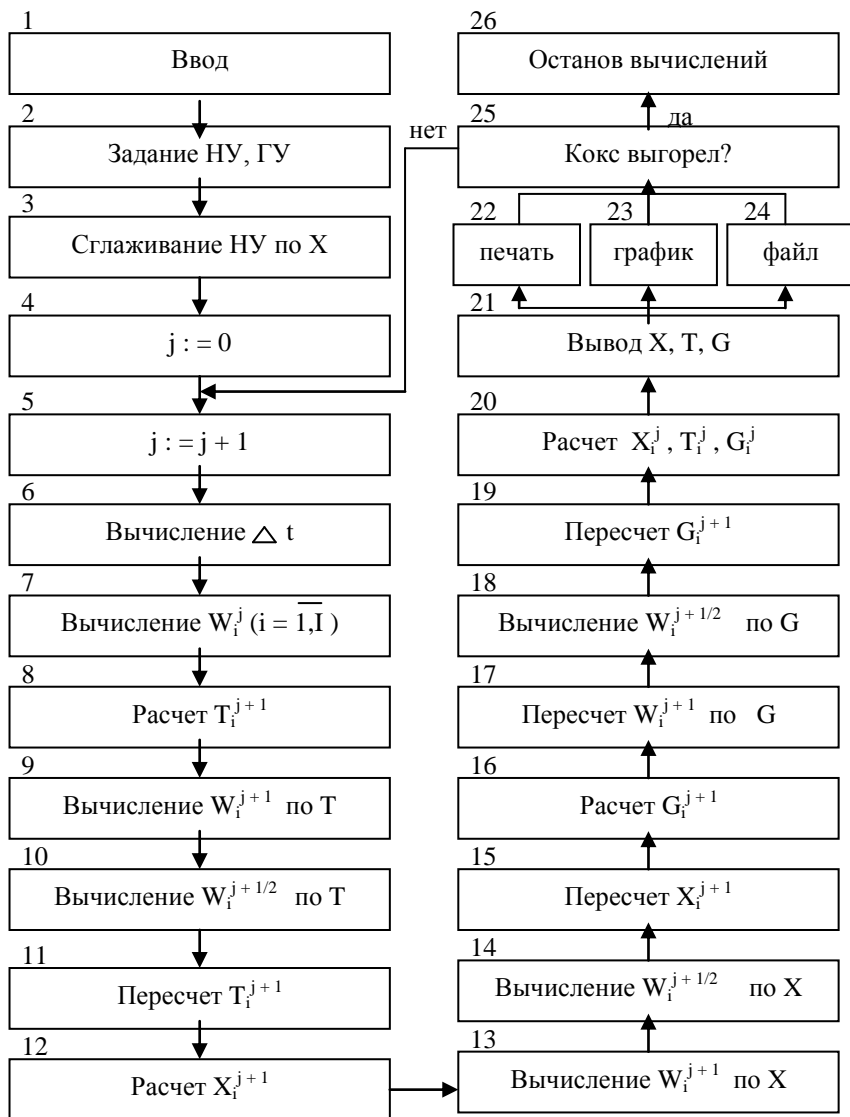 1
Ввод
2
Задание НУ, ГУ
3
Сглаживание НУ по X
4
j : = 0
5
j : = j + 1
6
Вычисление △ t
7
Вычисление W_i^j (i = \overline{1,I} )
8
Расчет T_i^{j + 1}
9
Вычисление W_i^{j + 1} по T
10
Вычисление W_i^{j + 1/2} по T
11
Пересчет T_i^{j + 1}
12
Расчет X_i^{j + 1}
13
Вычисление W_i^{j + 1} по X
14
Вычисление W_i^{j + 1/2} по X
15
Пересчет X_i^{j + 1}
16
Расчет G_i^{j + 1}
17
Пересчет W_i^{j + 1} по G
18
Вычисление W_i^{j + 1/2} по G
19
Пересчет G_i^{j + 1}
20
Расчет X_i^j , T_i^j , G_i^j
21
Вывод X, T, G
22
печать
23
график
24
файл
25
Кокс выгорел?
нет
да
26
Останов вычислений